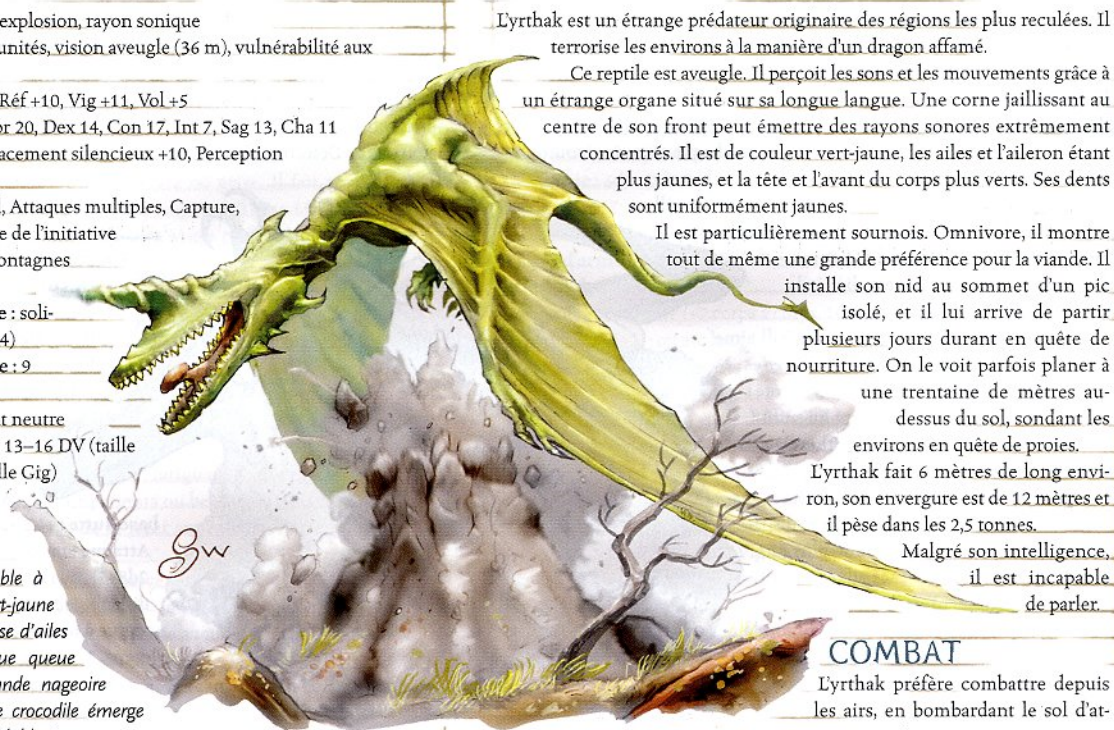 explosion, rayon sonique
unités, vision aveugle (36 m), vulnérabilité aux
Réf +10, Vig +11, Vol +5
or 20, Dex 14, Con 17, Int 7, Sag 13, Cha 11
acement silencieux +10, Perception
, Attaques multiples, Capture,
e de l'initiative
ontagnes
e : soli-
4)
e : 9
t neutre
13–16 DV (taille
lle Gig)
ble à
t-jaune
se d'ailes
ue queue
nde nageoire
e crocodile émerge
L'yrthak est un étrange prédateur originaire des régions les plus reculées. Il
terrorise les environs à la manière d'un dragon affamé.
Ce reptile est aveugle. Il perçoit les sons et les mouvements grâce à
un étrange organe situé sur sa longue langue. Une corne jaillissant au
centre de son front peut émettre des rayons sonores extrêmement
concentrés. Il est de couleur vert-jaune, les ailes et l'aileron étant
plus jaunes, et la tête et l'avant du corps plus verts. Ses dents
sont uniformément jaunes.
Il est particulièrement sournois. Omnivore, il montre
tout de même une grande préférence pour la viande. Il
installe son nid au sommet d'un pic
isolé, et il lui arrive de partir
plusieurs jours durant en quête de
nourriture. On le voit parfois planer à
une trentaine de mètres au-
dessus du sol, sondant les
environs en quête de proies.
L'yrthak fait 6 mètres de long envi-
ron, son envergure est de 12 mètres et
il pèse dans les 2,5 tonnes.
Malgré son intelligence,
il est incapable
de parler.
COMBAT
L'yrthak préfère combattre depuis
les airs, en bombardant le sol d'at-
SW